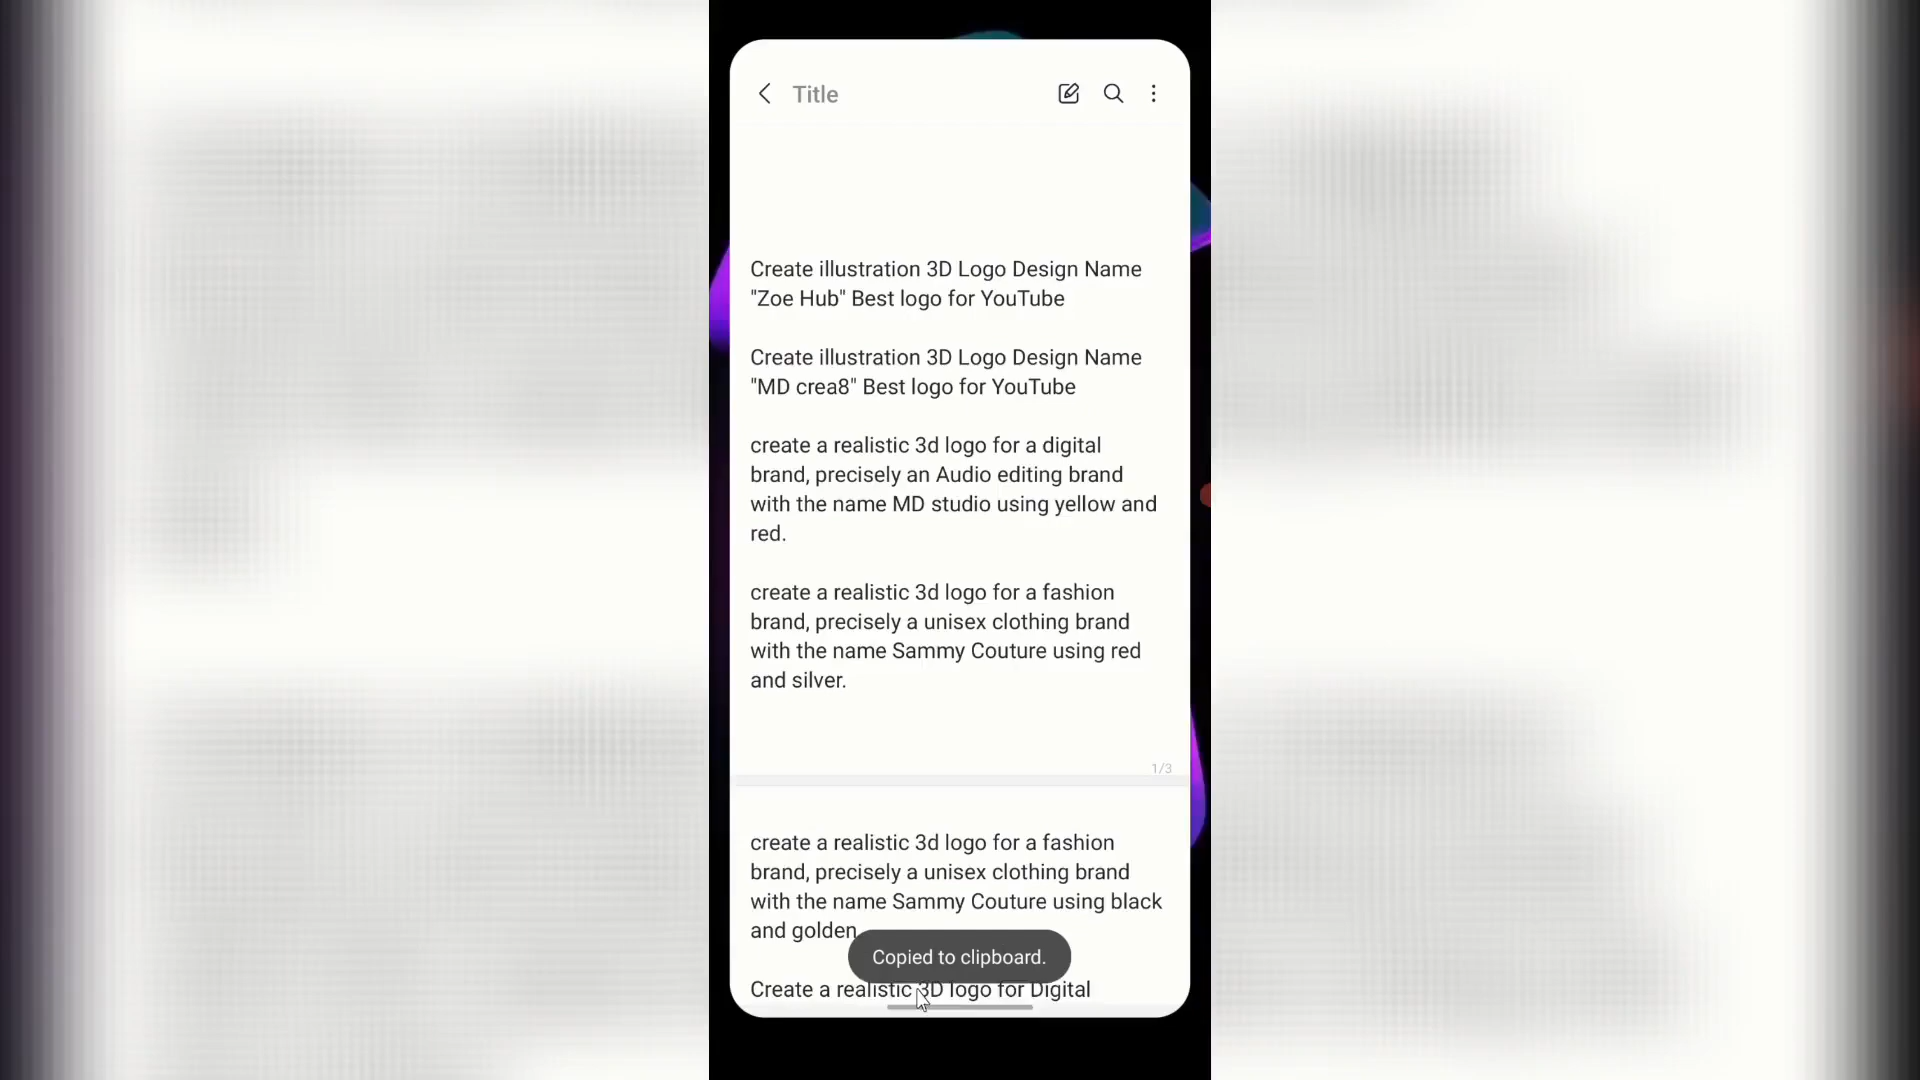 Title
Create illustration 3D Logo Design Name
"Zoe Hub" Best logo for YouTube
Create illustration 3D Logo Design Name
"MD crea8" Best logo for YouTube
create a realistic 3d logo for a digital
brand, precisely an Audio editing brand
with the name MD studio using yellow and
red.
create a realistic 3d logo for a fashion
brand, precisely a unisex clothing brand
with the name Sammy Couture using red
and silver.
1/3
create a realistic 3d logo for a fashion
brand, precisely a unisex clothing brand
with the name Sammy Couture using black
and golden
Copied to clipboard.
Create a realistic 3D logo for Digital